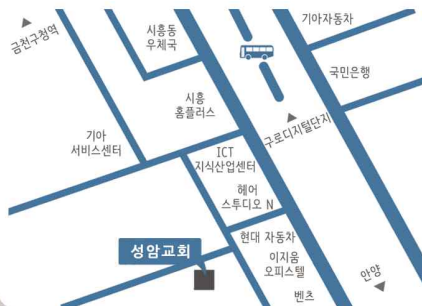 기아자동차
시흥동
우체국
금천구청역
국민은행
시흥
홈플러스
구로디지털단지
기아
서비스센터
ICT
지식산업센터
헤어
스투디오 N
현대 자동차
성암교회
이지움
오피스텔
안양
벤츠